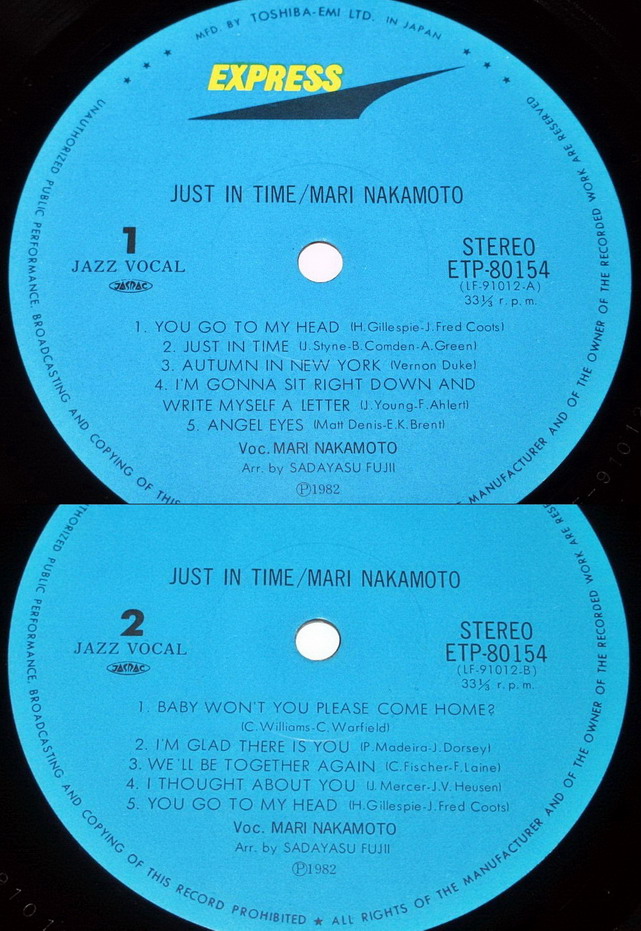 MFD. BY TOSHIBA-EMI LTD. IN JAPAN
EXPRESS
JUST IN TIME/MARI NAKAMOTO
1
JAZZ VOCAL
JASRAC
STEREO
ETP-80154
(LF-91012-A)
33⅓ r.p.m.
1. YOU GO TO MY HEAD (H.Gillespie-J.Fred Coots)
2. JUST IN TIME (J.Styne-B.Comden-A.Green)
3. AUTUMN IN NEW YORK (Vernon Duke)
4. I'M GONNA SIT RIGHT DOWN AND
WRITE MYSELF A LETTER (J.Young-F.Ahlert)
5. ANGEL EYES (Matt Denis-E.K.Brent)
Voc. MARI NAKAMOTO
Arr. by SADAYASU FUJII
Ⓟ1982
UNAUTHORIZED PUBLIC PERFORMANCE, BROADCASTING AND COPYING OF THIS
MANUFACTURER AND OF THE OWNER OF THE RECORDED WORK ARE RESERVED
JUST IN TIME/MARI NAKAMOTO
2
JAZZ VOCAL
JASRAC
STEREO
ETP-80154
(LF-91012-B)
33⅓ r.p.m.
1. BABY WON'T YOU PLEASE COME HOME?
(C.Williams-C.Warfield)
2. I'M GLAD THERE IS YOU (P.Madeira-J.Dorsey)
3. WE'LL BE TOGETHER AGAIN (C.Fischer-F.Laine)
4. I THOUGHT ABOUT YOU (J.Mercer-J.V.Heusen)
5. YOU GO TO MY HEAD (H.Gillespie-J.Fred Coots)
Voc. MARI NAKAMOTO
Arr. by SADAYASU FUJII
Ⓟ1982
PUBLIC PERFORMANCE, BROADCASTING AND COPYING OF THIS RECORD PROHIBITED ★ ALL RIGHTS OF THE MANUFACTURER AND OF THE OWNER OF THE RECORDED WORK ARE